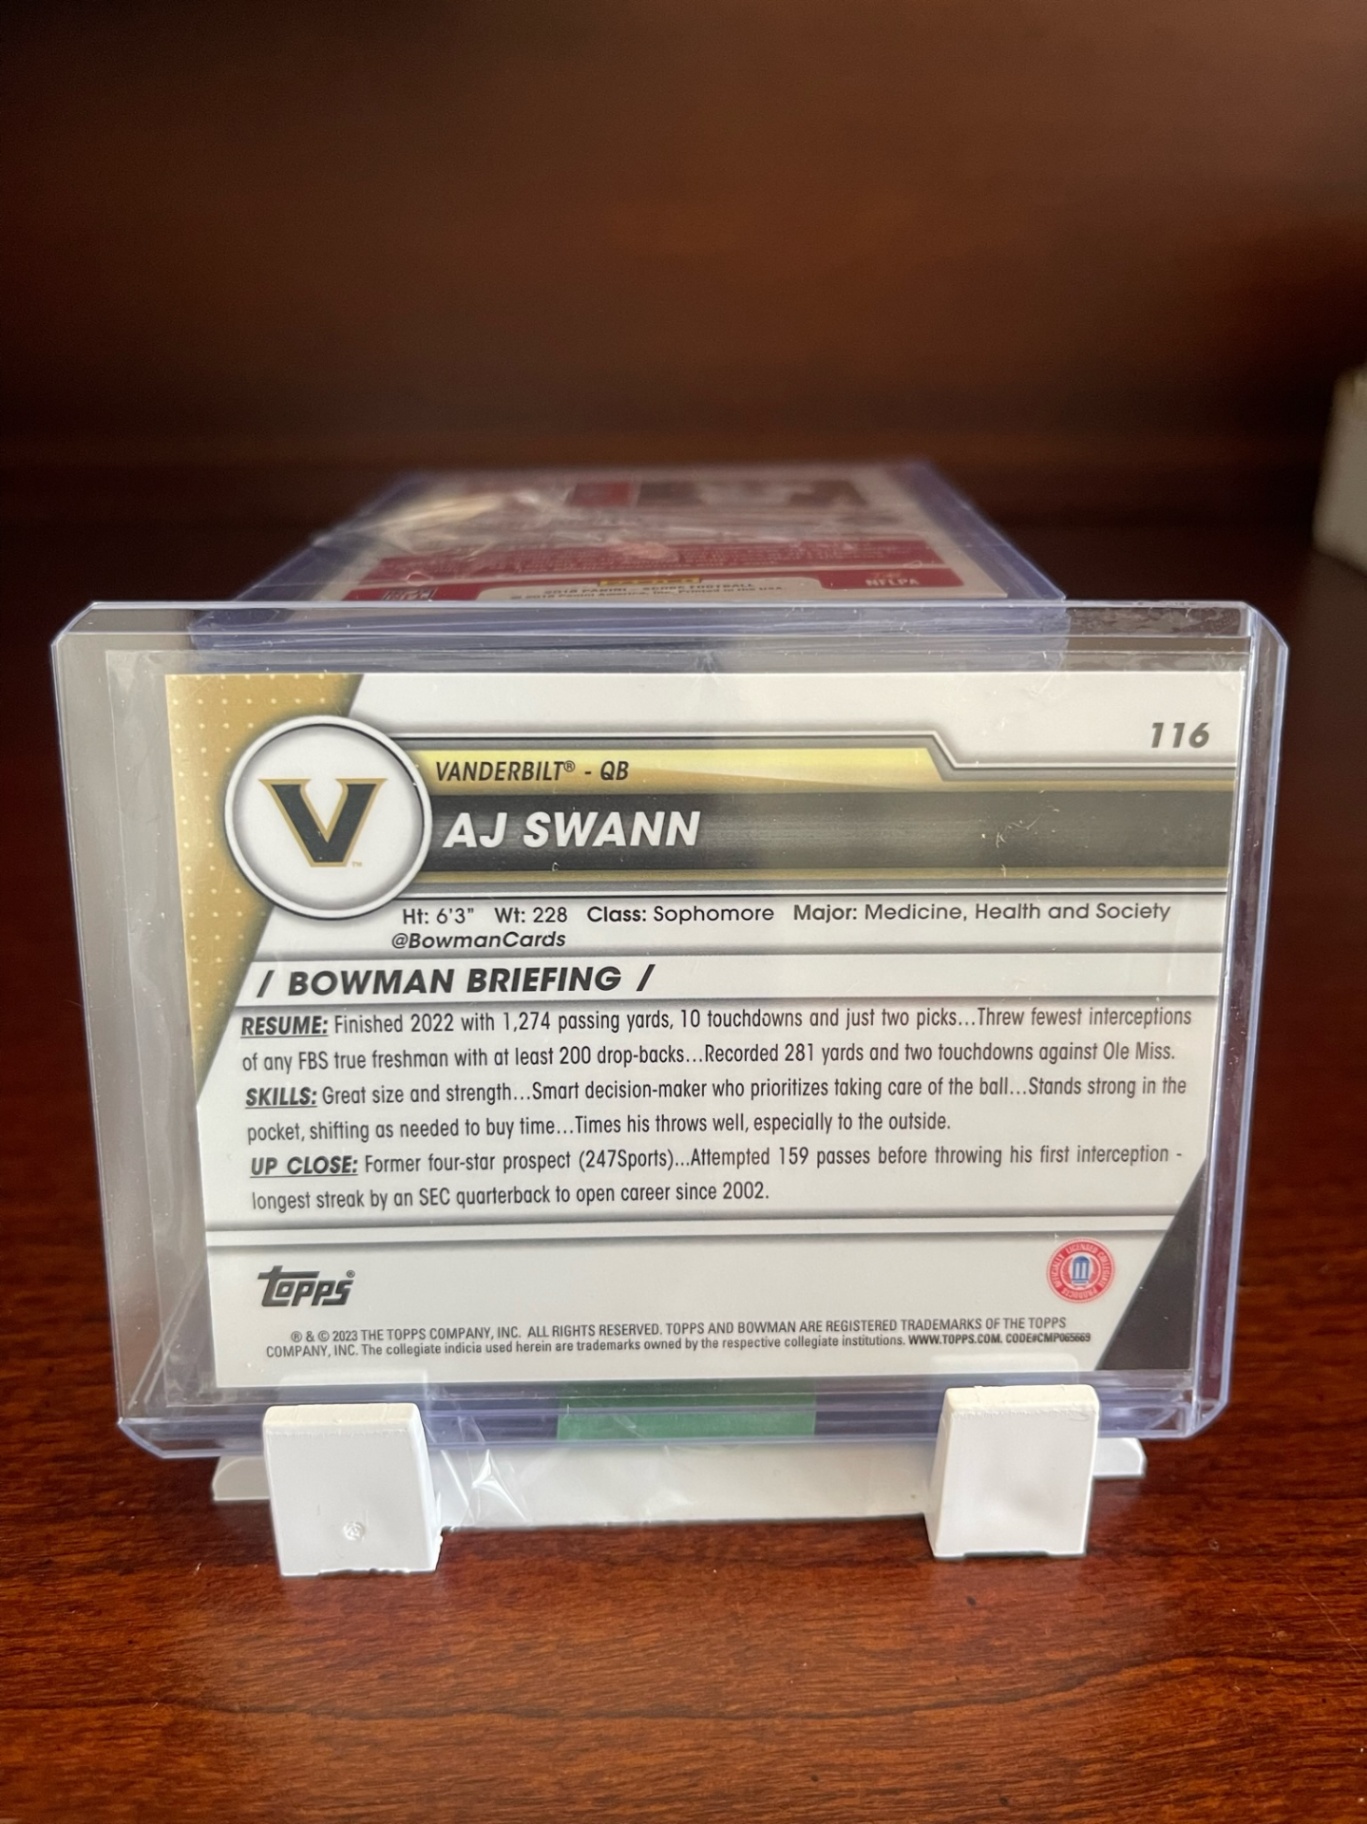 NFLPA
116
VANDERBILT® - QB
V
™
AJ SWANN
Ht: 6'3" Wt: 228 Class: Sophomore Major: Medicine, Health and Society
@BowmanCards
/ BOWMAN BRIEFING /
RESUME: Finished 2022 with 1,274 passing yards, 10 touchdowns and just two picks...Threw fewest interceptions
of any FBS true freshman with at least 200 drop-backs...Recorded 281 yards and two touchdowns against Ole Miss.
SKILLS: Great size and strength...Smart decision-maker who prioritizes taking care of the ball...Stands strong in the
pocket, shifting as needed to buy time...Times his throws well, especially to the outside.
UP CLOSE: Former four-star prospect (247Sports)...Attempted 159 passes before throwing his first interception -
longest streak by an SEC quarterback to open career since 2002.
topps®
OFFICIALLY LICENSED COLLEGIATE PRODUCTS
® & © 2023 THE TOPPS COMPANY, INC. ALL RIGHTS RESERVED. TOPPS AND BOWMAN ARE REGISTERED TRADEMARKS OF THE TOPPS
COMPANY, INC. The collegiate indicia used herein are trademarks owned by the respective collegiate institutions. WWW.TOPPS.COM. CODE#CMP065669